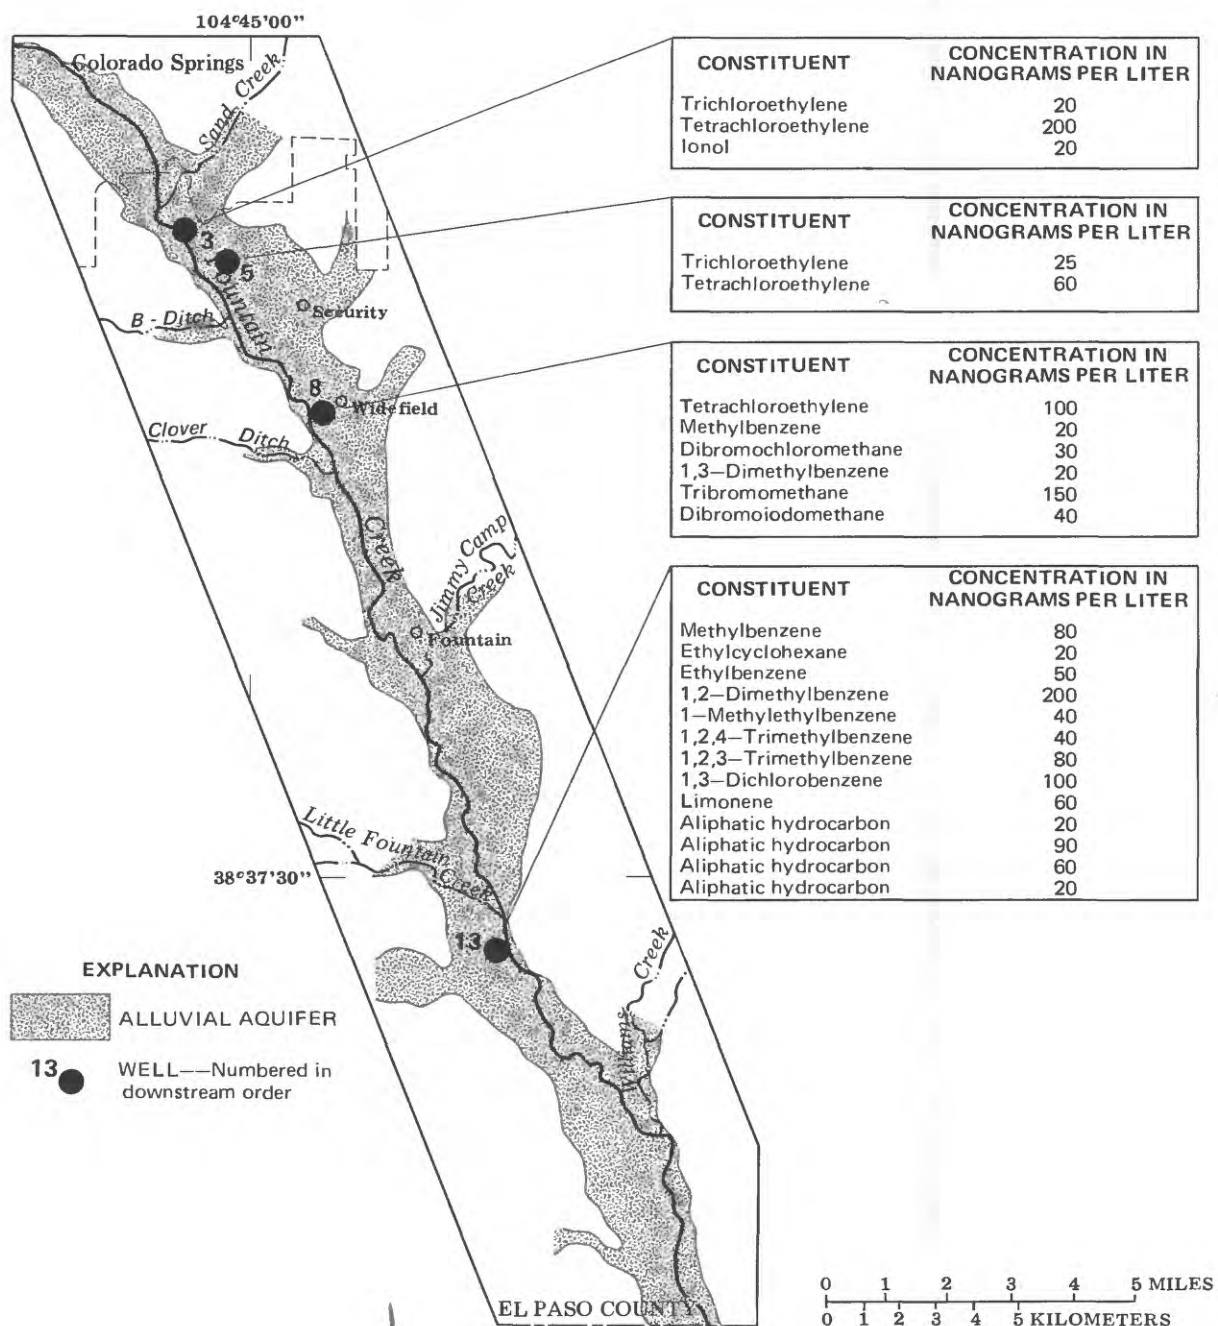 104°45'00"
Colorado Springs
Sand Creek
3
5
Fountain
Security
B - Ditch
8
Widefield
Clover Ditch
Creek
Jimmy Camp
Creek
Fountain
Little Fountain
Creek
38°37'30"
13
Williams Creek
EL PASO COUNTY
CONSTITUENT CONCENTRATION IN
NANOGRAMS PER LITER
Trichloroethylene 20
Tetrachloroethylene 200
Ionol 20
CONSTITUENT CONCENTRATION IN
NANOGRAMS PER LITER
Trichloroethylene 25
Tetrachloroethylene 60
CONSTITUENT CONCENTRATION IN
NANOGRAMS PER LITER
Tetrachloroethylene 100
Methylbenzene 20
Dibromochloromethane 30
1,3—Dimethylbenzene 20
Tribromomethane 150
Dibromoiodomethane 40
CONSTITUENT CONCENTRATION IN
NANOGRAMS PER LITER
Methylbenzene 80
Ethylcyclohexane 20
Ethylbenzene 50
1,2—Dimethylbenzene 200
1—Methylethylbenzene 40
1,2,4—Trimethylbenzene 40
1,2,3—Trimethylbenzene 80
1,3—Dichlorobenzene 100
Limonene 60
Aliphatic hydrocarbon 20
Aliphatic hydrocarbon 90
Aliphatic hydrocarbon 60
Aliphatic hydrocarbon 20
EXPLANATION
ALLUVIAL AQUIFER
13 WELL——Numbered in
downstream order
0 1 2 3 4 5 MILES
0 1 2 3 4 5 KILOMETERS